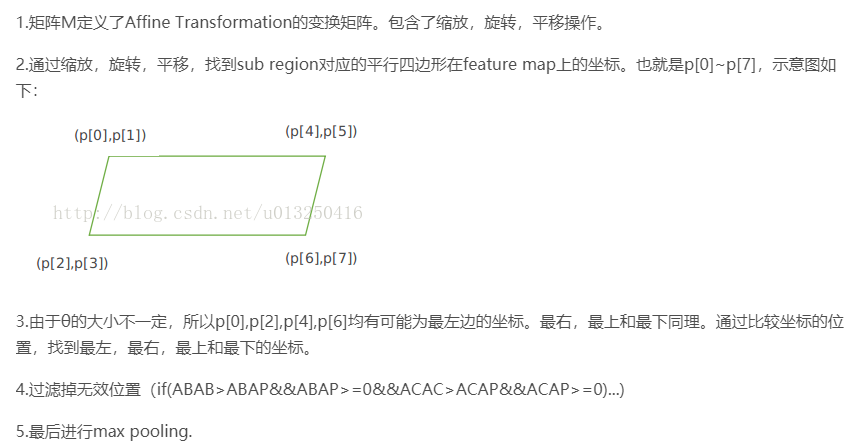 1.矩阵M定义了Affine Transformation的变换矩阵。包含了缩放，旋转，平移操作。
2.通过缩放，旋转，平移，找到sub region对应的平行四边形在feature map上的坐标。也就是p[0]~p[7]，示意图如
下：
(p[0],p[1])
(p[4],p[5])
http://blog.csdn.net/u013250416
(p[2],p[3])
(p[6],p[7])
3.由于θ的大小不一定，所以p[0],p[2],p[4],p[6]均有可能为最左边的坐标。最右，最上和最下同理。通过比较坐标的位
置，找到最左，最右，最上和最下的坐标。
4.过滤掉无效位置（if(ABAB>ABAP&&ABAP>=0&&ACAC>ACAP&&ACAP>=0)...)
5.最后进行max pooling.